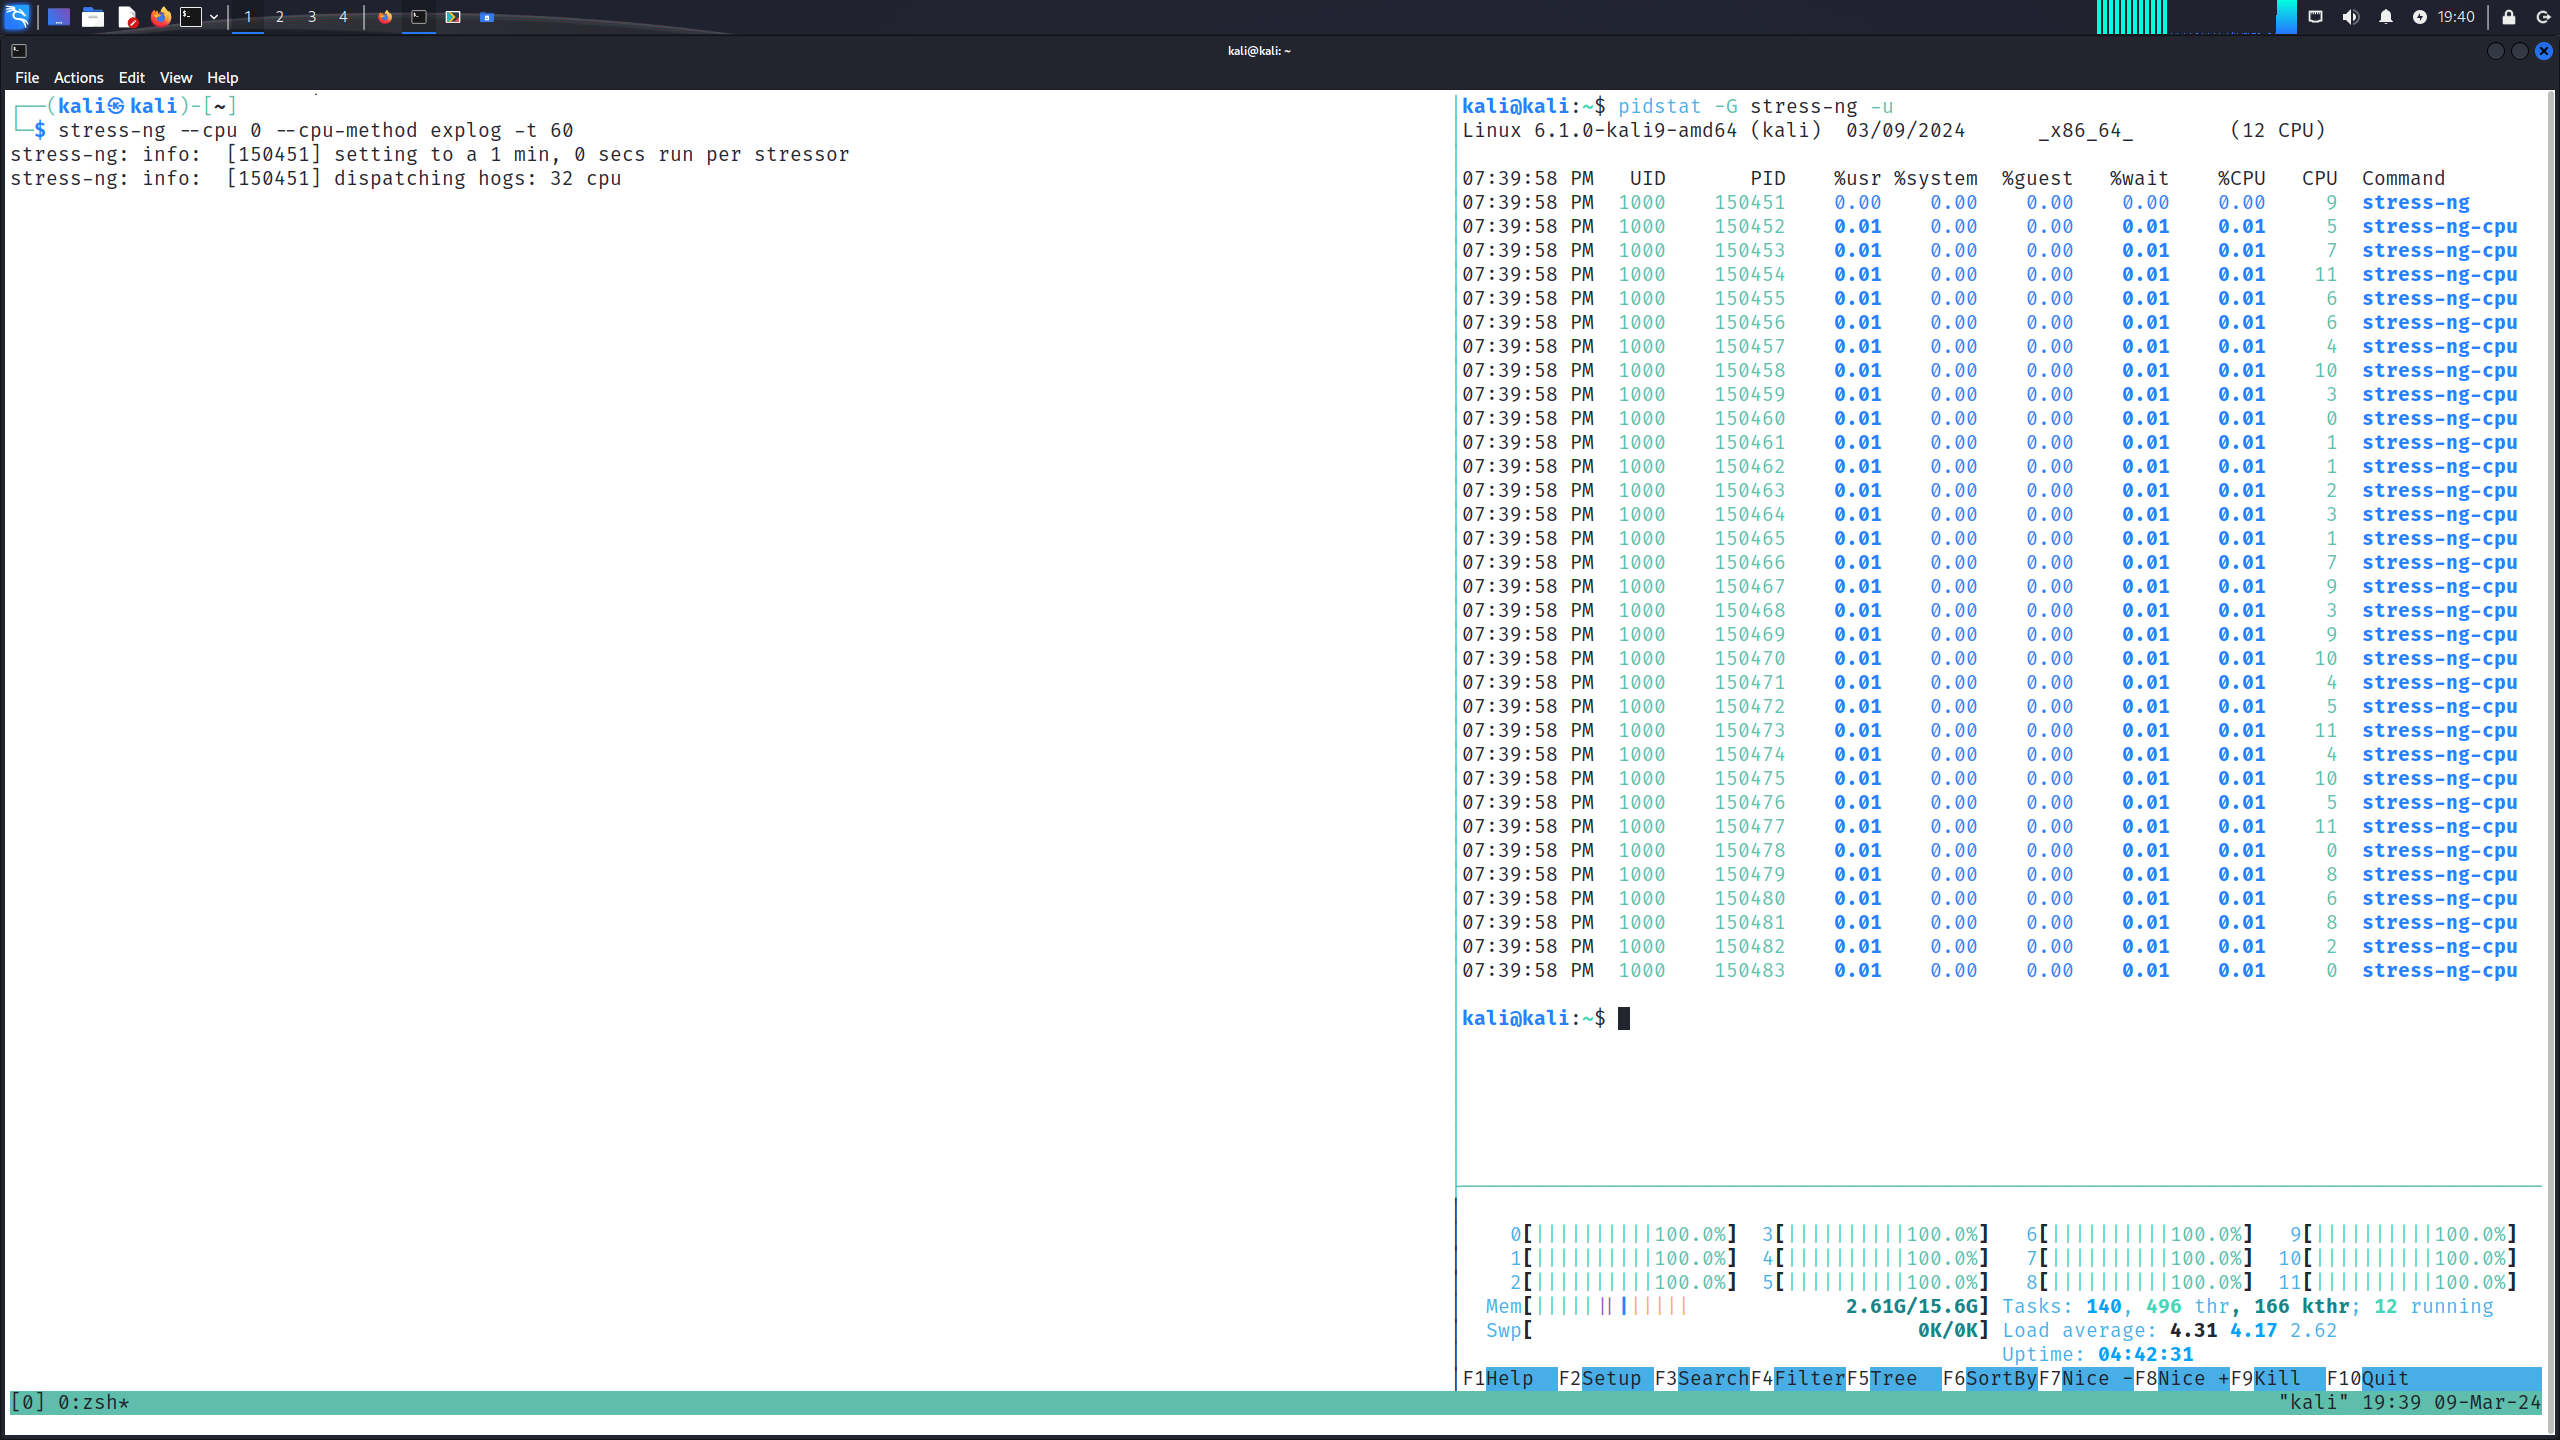 1 2 3 4 19:40
kali@kali: ~
File Actions Edit View Help
┌──(kali㉿kali)-[~]
└─$ stress-ng --cpu 0 --cpu-method explog -t 60
stress-ng: info:  [150451] setting to a 1 min, 0 secs run per stressor
stress-ng: info:  [150451] dispatching hogs: 32 cpu
kali@kali:~$ pidstat -G stress-ng -u
Linux 6.1.0-kali9-amd64 (kali)  03/09/2024      _x86_64_        (12 CPU)
07:39:58 PM   UID       PID    %usr %system  %guest   %wait    %CPU   CPU  Command
07:39:58 PM  1000    150451    0.00    0.00    0.00    0.00    0.00     9  stress-ng
07:39:58 PM  1000    150452    0.01    0.00    0.00    0.01    0.01     5  stress-ng-cpu
07:39:58 PM  1000    150453    0.01    0.00    0.00    0.01    0.01     7  stress-ng-cpu
07:39:58 PM  1000    150454    0.01    0.00    0.00    0.01    0.01    11  stress-ng-cpu
07:39:58 PM  1000    150455    0.01    0.00    0.00    0.01    0.01     6  stress-ng-cpu
07:39:58 PM  1000    150456    0.01    0.00    0.00    0.01    0.01     6  stress-ng-cpu
07:39:58 PM  1000    150457    0.01    0.00    0.00    0.01    0.01     4  stress-ng-cpu
07:39:58 PM  1000    150458    0.01    0.00    0.00    0.01    0.01    10  stress-ng-cpu
07:39:58 PM  1000    150459    0.01    0.00    0.00    0.01    0.01     3  stress-ng-cpu
07:39:58 PM  1000    150460    0.01    0.00    0.00    0.01    0.01     0  stress-ng-cpu
07:39:58 PM  1000    150461    0.01    0.00    0.00    0.01    0.01     1  stress-ng-cpu
07:39:58 PM  1000    150462    0.01    0.00    0.00    0.01    0.01     1  stress-ng-cpu
07:39:58 PM  1000    150463    0.01    0.00    0.00    0.01    0.01     2  stress-ng-cpu
07:39:58 PM  1000    150464    0.01    0.00    0.00    0.01    0.01     3  stress-ng-cpu
07:39:58 PM  1000    150465    0.01    0.00    0.00    0.01    0.01     1  stress-ng-cpu
07:39:58 PM  1000    150466    0.01    0.00    0.00    0.01    0.01     7  stress-ng-cpu
07:39:58 PM  1000    150467    0.01    0.00    0.00    0.01    0.01     9  stress-ng-cpu
07:39:58 PM  1000    150468    0.01    0.00    0.00    0.01    0.01     3  stress-ng-cpu
07:39:58 PM  1000    150469    0.01    0.00    0.00    0.01    0.01     9  stress-ng-cpu
07:39:58 PM  1000    150470    0.01    0.00    0.00    0.01    0.01    10  stress-ng-cpu
07:39:58 PM  1000    150471    0.01    0.00    0.00    0.01    0.01     4  stress-ng-cpu
07:39:58 PM  1000    150472    0.01    0.00    0.00    0.01    0.01     5  stress-ng-cpu
07:39:58 PM  1000    150473    0.01    0.00    0.00    0.01    0.01    11  stress-ng-cpu
07:39:58 PM  1000    150474    0.01    0.00    0.00    0.01    0.01     4  stress-ng-cpu
07:39:58 PM  1000    150475    0.01    0.00    0.00    0.01    0.01    10  stress-ng-cpu
07:39:58 PM  1000    150476    0.01    0.00    0.00    0.01    0.01     5  stress-ng-cpu
07:39:58 PM  1000    150477    0.01    0.00    0.00    0.01    0.01    11  stress-ng-cpu
07:39:58 PM  1000    150478    0.01    0.00    0.00    0.01    0.01     0  stress-ng-cpu
07:39:58 PM  1000    150479    0.01    0.00    0.00    0.01    0.01     8  stress-ng-cpu
07:39:58 PM  1000    150480    0.01    0.00    0.00    0.01    0.01     6  stress-ng-cpu
07:39:58 PM  1000    150481    0.01    0.00    0.00    0.01    0.01     8  stress-ng-cpu
07:39:58 PM  1000    150482    0.01    0.00    0.00    0.01    0.01     2  stress-ng-cpu
07:39:58 PM  1000    150483    0.01    0.00    0.00    0.01    0.01     0  stress-ng-cpu
kali@kali:~$
0[||||||||||100.0%]  3[||||||||||100.0%]   6[||||||||||100.0%]   9[||||||||||100.0%]
1[||||||||||100.0%]  4[||||||||||100.0%]   7[||||||||||100.0%]  10[||||||||||100.0%]
2[||||||||||100.0%]  5[||||||||||100.0%]   8[||||||||||100.0%]  11[||||||||||100.0%]
Mem[|||||||||||||             2.61G/15.6G] Tasks: 140, 496 thr, 166 kthr; 12 running
Swp[                                0K/0K] Load average: 4.31 4.17 2.62
Uptime: 04:42:31
F1Help  F2Setup F3SearchF4FilterF5Tree  F6SortByF7Nice -F8Nice +F9Kill  F10Quit
[0] 0:zsh* "kali" 19:39 09-Mar-24